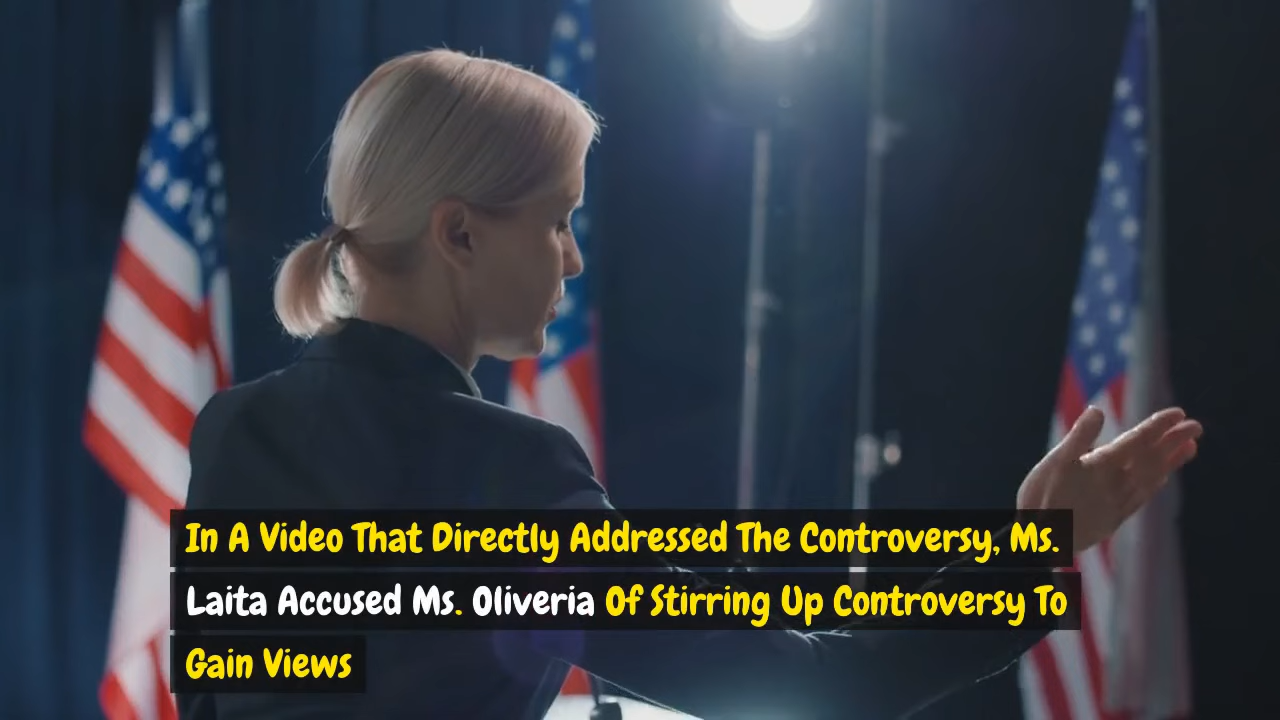 In A Video That Directly Addressed The Controversy, Ms.
Laita Accused Ms. Oliveria Of Stirring Up Controversy To
Gain Views